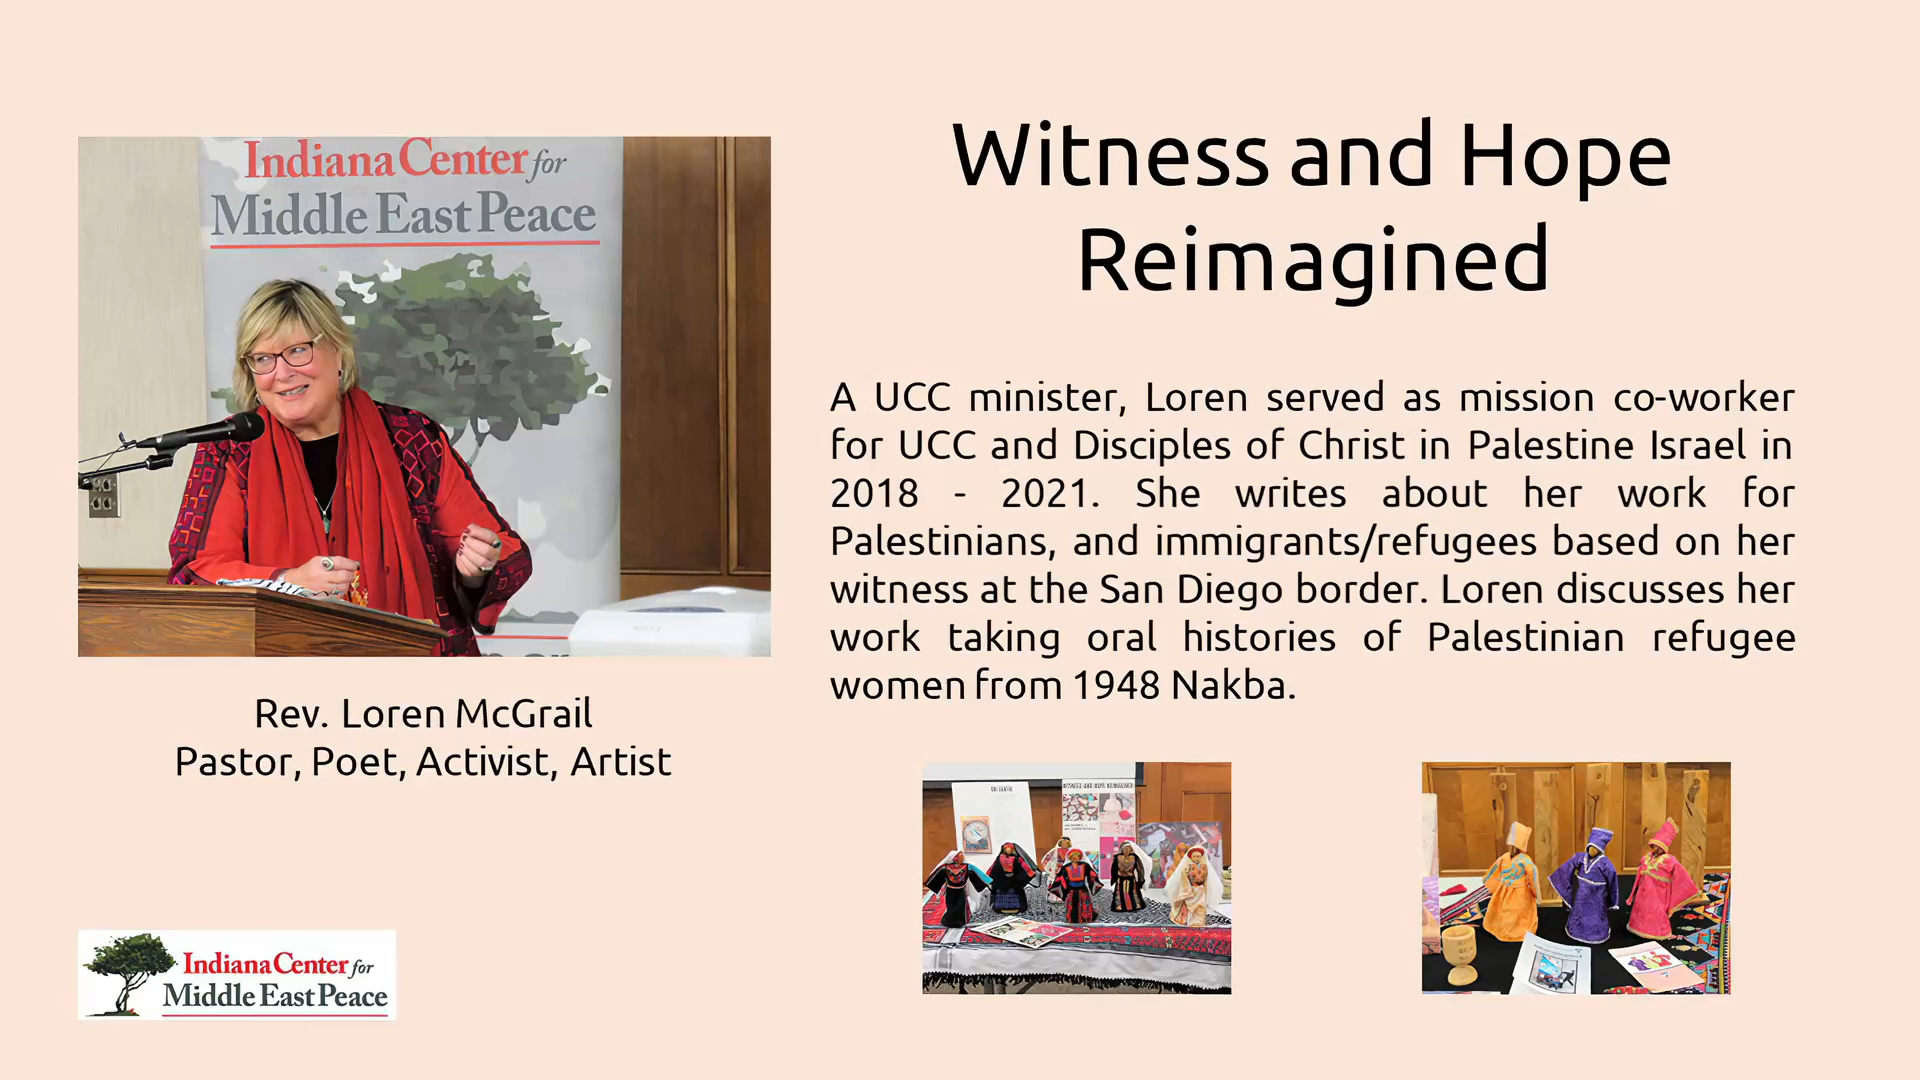 Indiana Center for
Middle East Peace
Witness and Hope
Reimagined
A UCC minister, Loren served as mission co-worker
for UCC and Disciples of Christ in Palestine Israel in
2018 - 2021. She writes about her work for
Palestinians, and immigrants/refugees based on her
witness at the San Diego border. Loren discusses her
work taking oral histories of Palestinian refugee
women from 1948 Nakba.
Rev. Loren McGrail
Pastor, Poet, Activist, Artist
WITNESS AND HOPE REIMAGINED
Indiana Center for
Middle East Peace